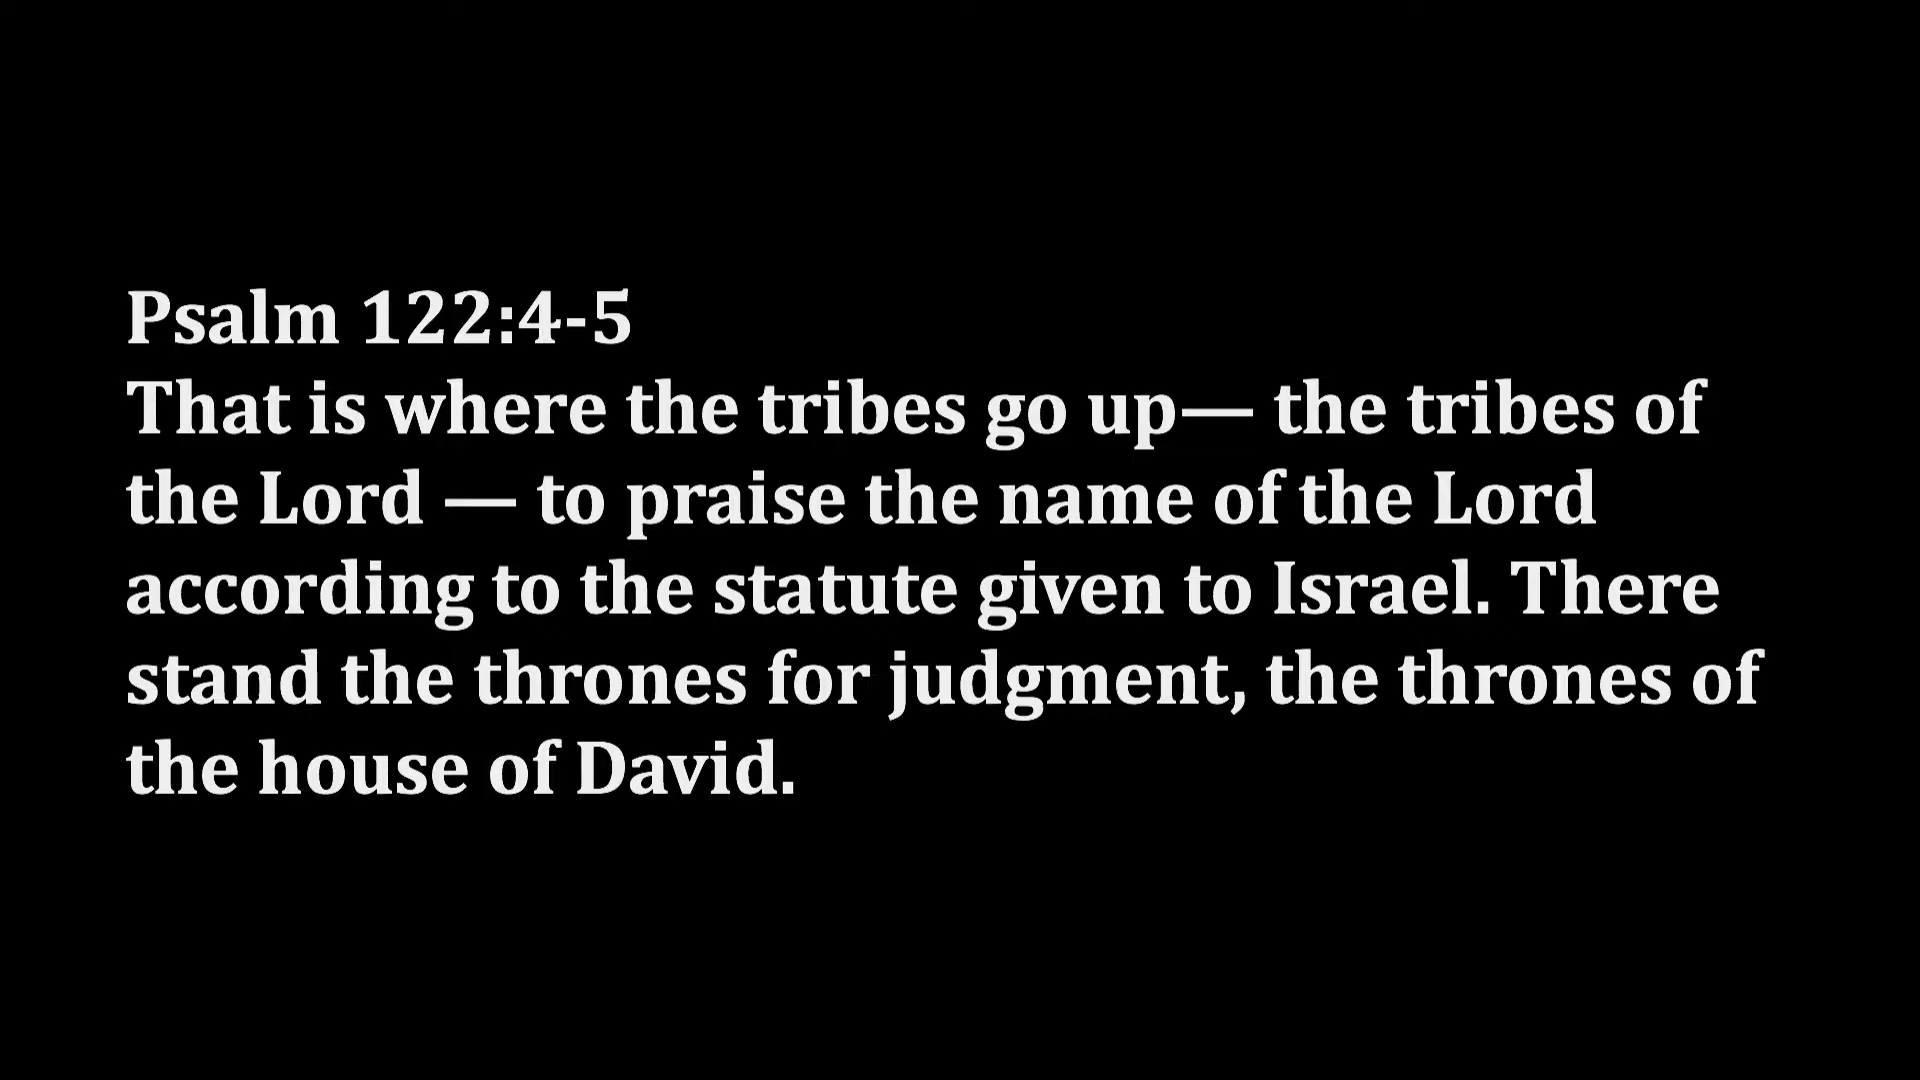 Psalm 122:4-5
That is where the tribes go up— the tribes of
the Lord — to praise the name of the Lord
according to the statute given to Israel. There
stand the thrones for judgment, the thrones of
the house of David.